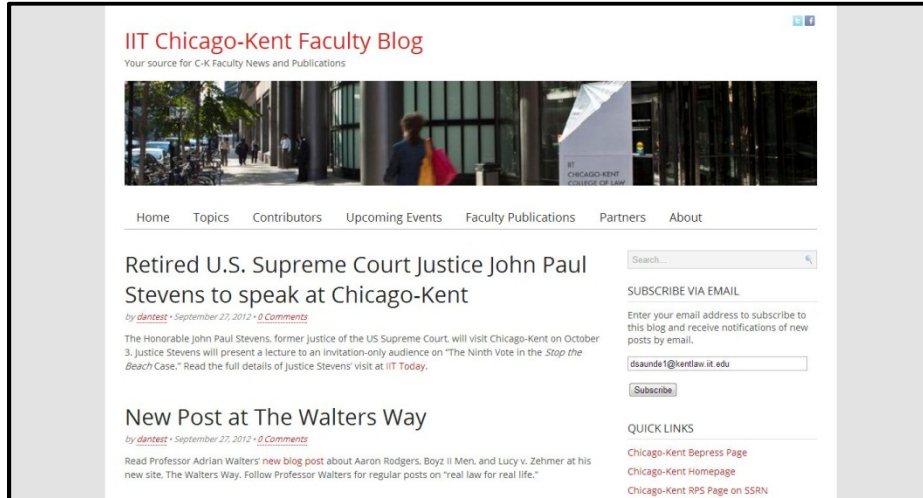 IIT Chicago-Kent Faculty Blog
Your source for C-K Faculty News and Publications
IIT
CHICAGO-KENT
COLLEGE OF LAW
Home Topics Contributors Upcoming Events Faculty Publications Partners About
Retired U.S. Supreme Court Justice John Paul
Stevens to speak at Chicago-Kent
by dantest • September 27, 2012 • 0 Comments
The Honorable John Paul Stevens, former justice of the US Supreme Court, will visit Chicago-Kent on October
3. Justice Stevens will present a lecture to an invitation-only audience on "The Ninth Vote in the Stop the
Beach Case." Read the full details of Justice Stevens' visit at IIT Today.
New Post at The Walters Way
by dantest • September 27, 2012 • 0 Comments
Read Professor Adrian Walters' new blog post about Aaron Rodgers, Boyz II Men, and Lucy v. Zehmer at his
new site, The Walters Way. Follow Professor Walters for regular posts on "real law for real life."
Search...
SUBSCRIBE VIA EMAIL
Enter your email address to subscribe to
this blog and receive notifications of new
posts by email.
dsaunde1@kentlaw.iit.edu
Subscribe
QUICK LINKS
Chicago-Kent Bepress Page
Chicago-Kent Homepage
Chicago-Kent RPS Page on SSRN